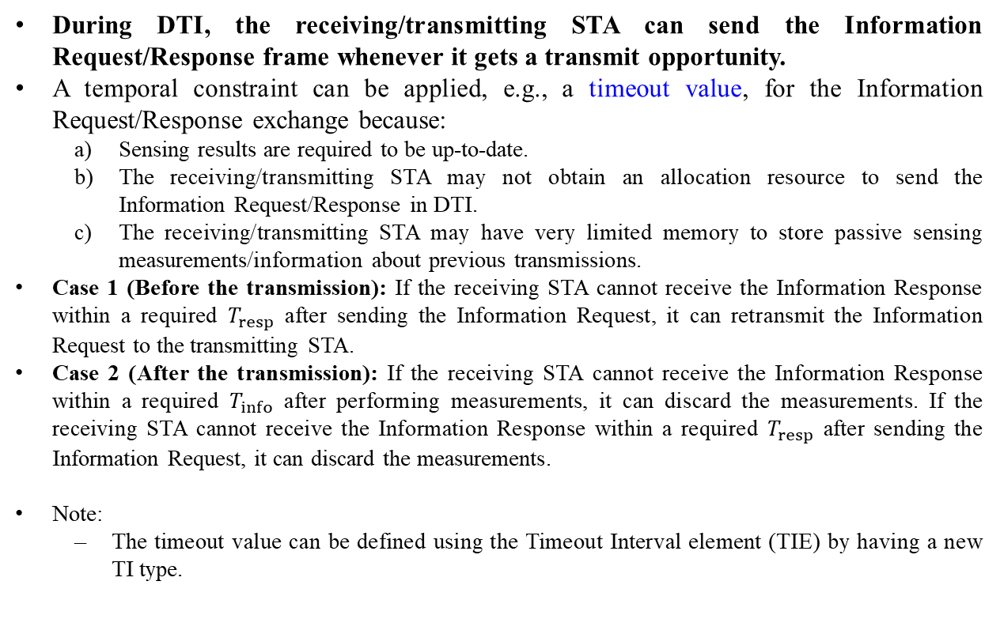 • During DTI, the receiving/transmitting STA can send the Information
Request/Response frame whenever it gets a transmit opportunity.
• A temporal constraint can be applied, e.g., a timeout value, for the Information
Request/Response exchange because:
a) Sensing results are required to be up-to-date.
b) The receiving/transmitting STA may not obtain an allocation resource to send the
Information Request/Response in DTI.
c) The receiving/transmitting STA may have very limited memory to store passive sensing
measurements/information about previous transmissions.
• Case 1 (Before the transmission): If the receiving STA cannot receive the Information Response
within a required T_resp after sending the Information Request, it can retransmit the Information
Request to the transmitting STA.
• Case 2 (After the transmission): If the receiving STA cannot receive the Information Response
within a required T_info after performing measurements, it can discard the measurements. If the
receiving STA cannot receive the Information Response within a required T_resp after sending the
Information Request, it can discard the measurements.
• Note:
– The timeout value can be defined using the Timeout Interval element (TIE) by having a new
TI type.